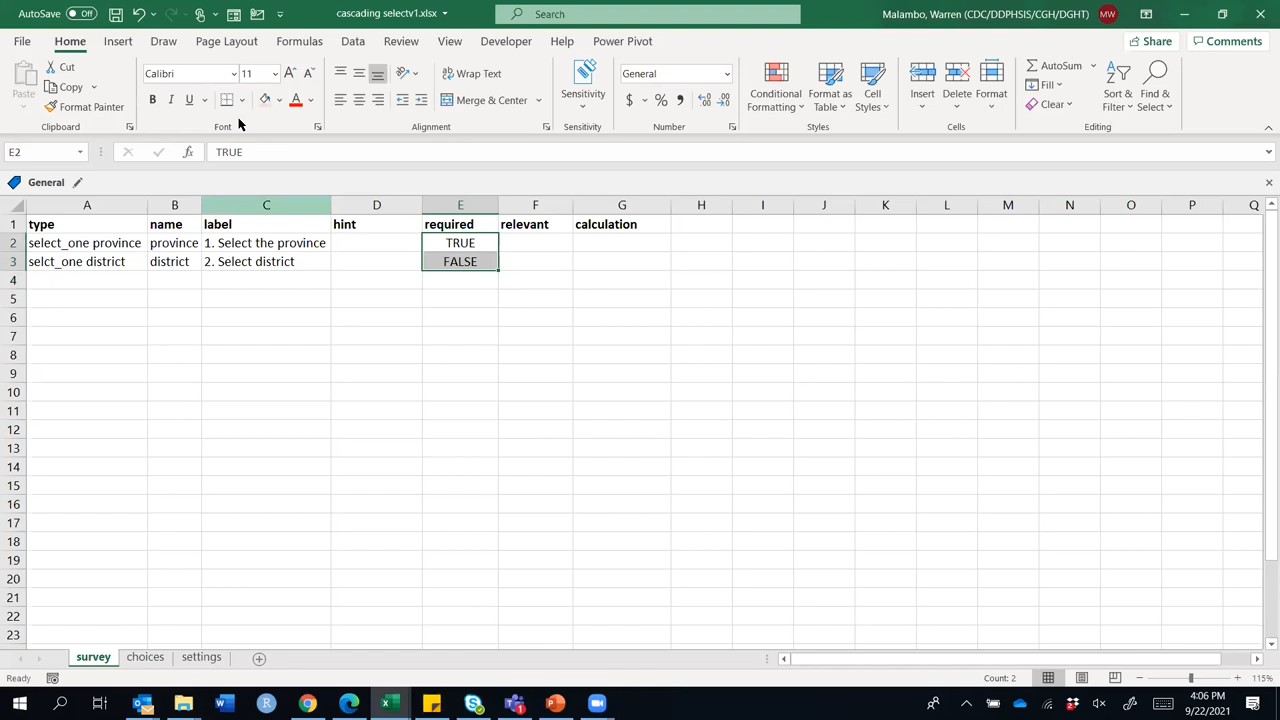 AutoSave Off cascading selectv1.xlsx Search Malambo, Warren (CDC/DDPHSIS/CGH/DGHT) MW
File Home Insert Draw Page Layout Formulas Data Review View Developer Help Power Pivot Share Comments
Paste Cut Copy Format Painter
Calibri 11 B I U A
Wrap Text Merge & Center
Sensitivity
General $ %
Conditional Formatting Format as Table Cell Styles
Insert Delete Format
AutoSum Fill Clear Sort & Filter Find & Select
Clipboard Font Alignment Sensitivity Number Styles Cells Editing
E2 fx TRUE
General
A B C D E F G H I J K L M N O P Q
1 type name label hint required relevant calculation
2 select_one province province 1. Select the province TRUE
3 selct_one district district 2. Select district FALSE
4
5
6
7
8
9
10
11
12
13
14
15
16
17
18
19
20
21
22
23
survey choices settings
Ready Count: 2 115%
4:06 PM
9/22/2021